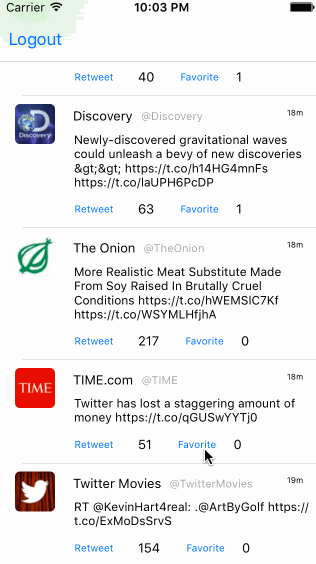 Carrier 10:03 PM
Logout
Retweet 40 Favorite 1
Discovery @Discovery 18m
Newly-discovered gravitational waves
could unleash a bevy of new discoveries
&gt;&gt; https://t.co/h14HG4mnFs
https://t.co/laUPH6PcDP
Retweet 63 Favorite 1
The Onion @TheOnion 18m
More Realistic Meat Substitute Made
From Soy Raised In Brutally Cruel
Conditions https://t.co/hWEMSlC7Kf
https://t.co/WSYMLHfjhA
Retweet 217 Favorite 0
TIME.com @TIME 18m
TIME
Twitter has lost a staggering amount of
money https://t.co/qGUSwYYTj0
Retweet 51 Favorite 0
Twitter Movies @TwitterMovies 19m
RT @KevinHart4real: .@ArtByGolf https://
t.co/ExMoDsSrvS
Retweet 154 Favorite 0